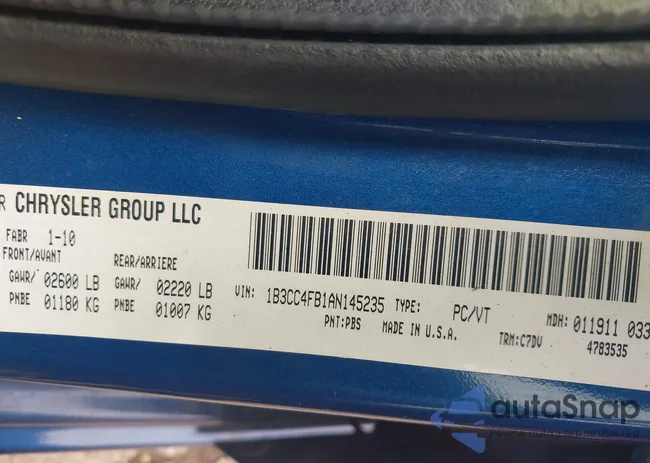 R CHRYSLER GROUP LLC
FABR 1-10
FRONT/AVANT REAR/ARRIERE
GAWR/ 02600 LB GAWR/ 02220 LB
PNBE 01180 KG PNBE 01007 KG
VIN: 1B3CC4FB1AN145235 TYPE: PC/VT MDH: 011911 033
PNT:PBS MADE IN U.S.A. TRM:C7DV
4783535
autaSnap